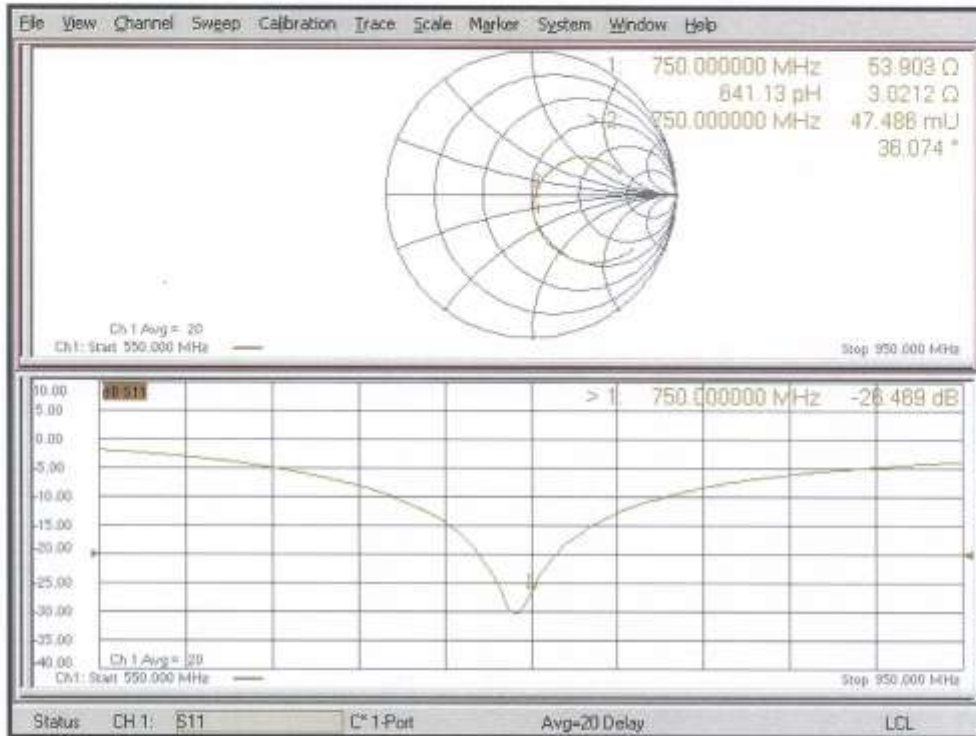 File View Channel Sweep Calibration Trace Scale Marker System Window Help
1 750.000000 MHz 53.903 Ω
641.13 pH 3.0212 Ω
> 2 750.000000 MHz 47.486 mU
36.074 °
Ch 1 Avg = 20
Ch1: Start 550.000 MHz
Stop 950.000 MHz
10.00
dB S11
> 1: 750.000000 MHz -26.469 dB
5.00
0.00
-5.00
-10.00
-15.00
-20.00
-25.00
-30.00
-35.00
-40.00
Ch 1 Avg = 20
Ch1: Start 550.000 MHz
Stop 950.000 MHz
Status CH 1: S11 C* 1-Port Avg=20 Delay LCL